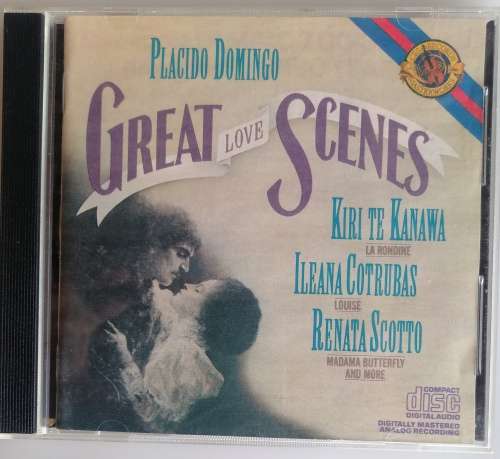 PLACIDO DOMINGO
GREAT LOVE SCENES
KIRI TE KANAWA
LA RONDINE
ILEANA COTRUBAS
LOUISE
RENATA SCOTTO
MADAMA BUTTERFLY
AND MORE
COMPACT
disc
DIGITAL AUDIO
DIGITALLY MASTERED
ANALOG RECORDING